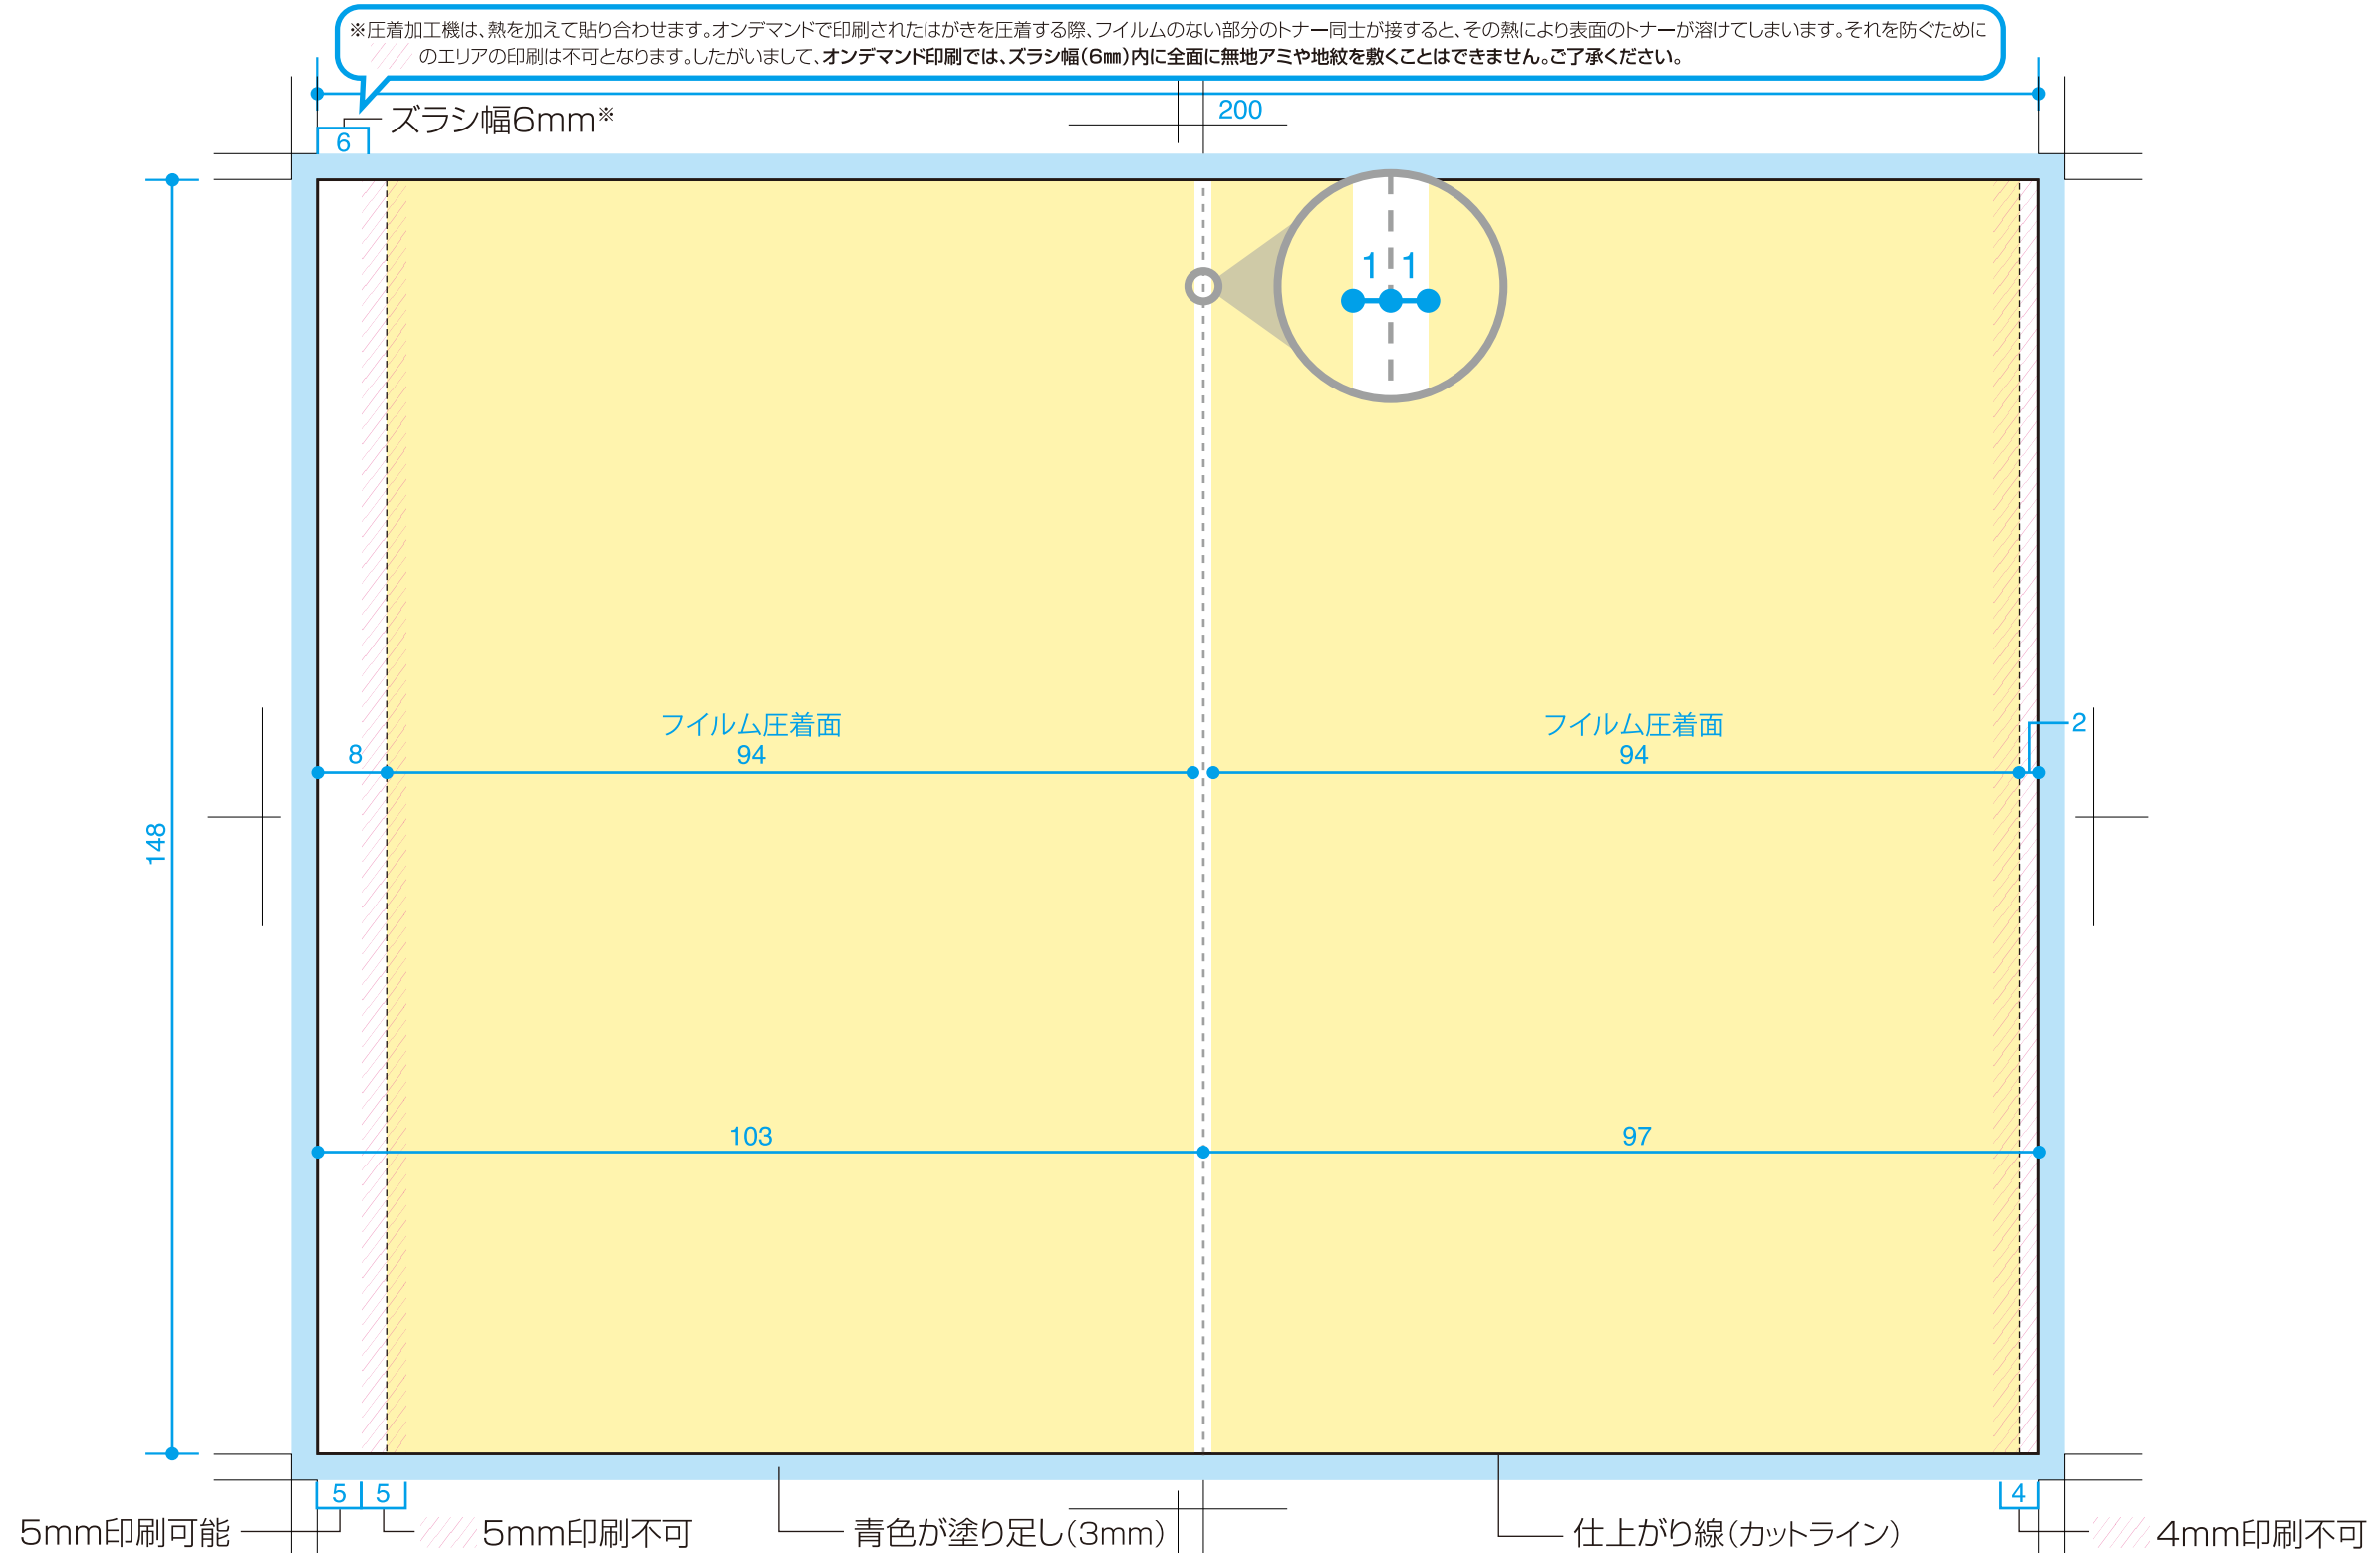 ※圧着加工機は、熱を加えて貼り合わせます。オンデマンドで印刷されたはがきを圧着する際、フイルムのない部分のトナー同士が接すると、その熱により表面のトナーが溶けてしまいます。それを防ぐために
のエリアの印刷は不可となります。したがいまして、オンデマンド印刷では、ズラシ幅(6㎜)内に全面に無地アミや地紋を敷くことはできません。ご了承ください。
200
ズラシ幅6mm※
6
1 1
フイルム圧着面
フイルム圧着面
8
94
94
2
148
103
97
5
5
4
5mm印刷可能
5mm印刷不可
青色が塗り足し(3mm)
仕上がり線(カットライン)
4mm印刷不可